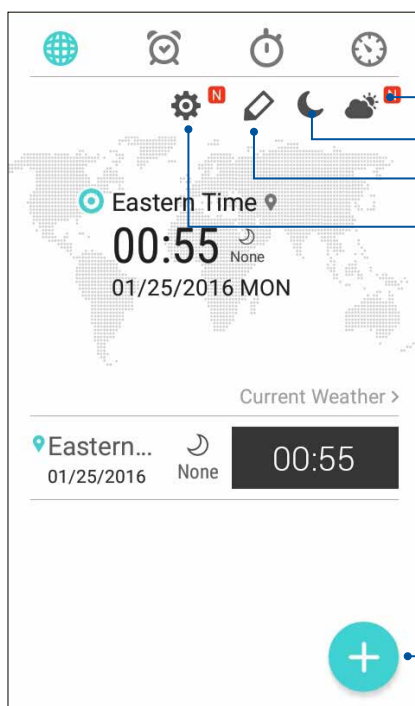 N
N
Eastern Time
00:55
None
01/25/2016 MON
Current Weather >
Eastern...
None
00:55
01/25/2016